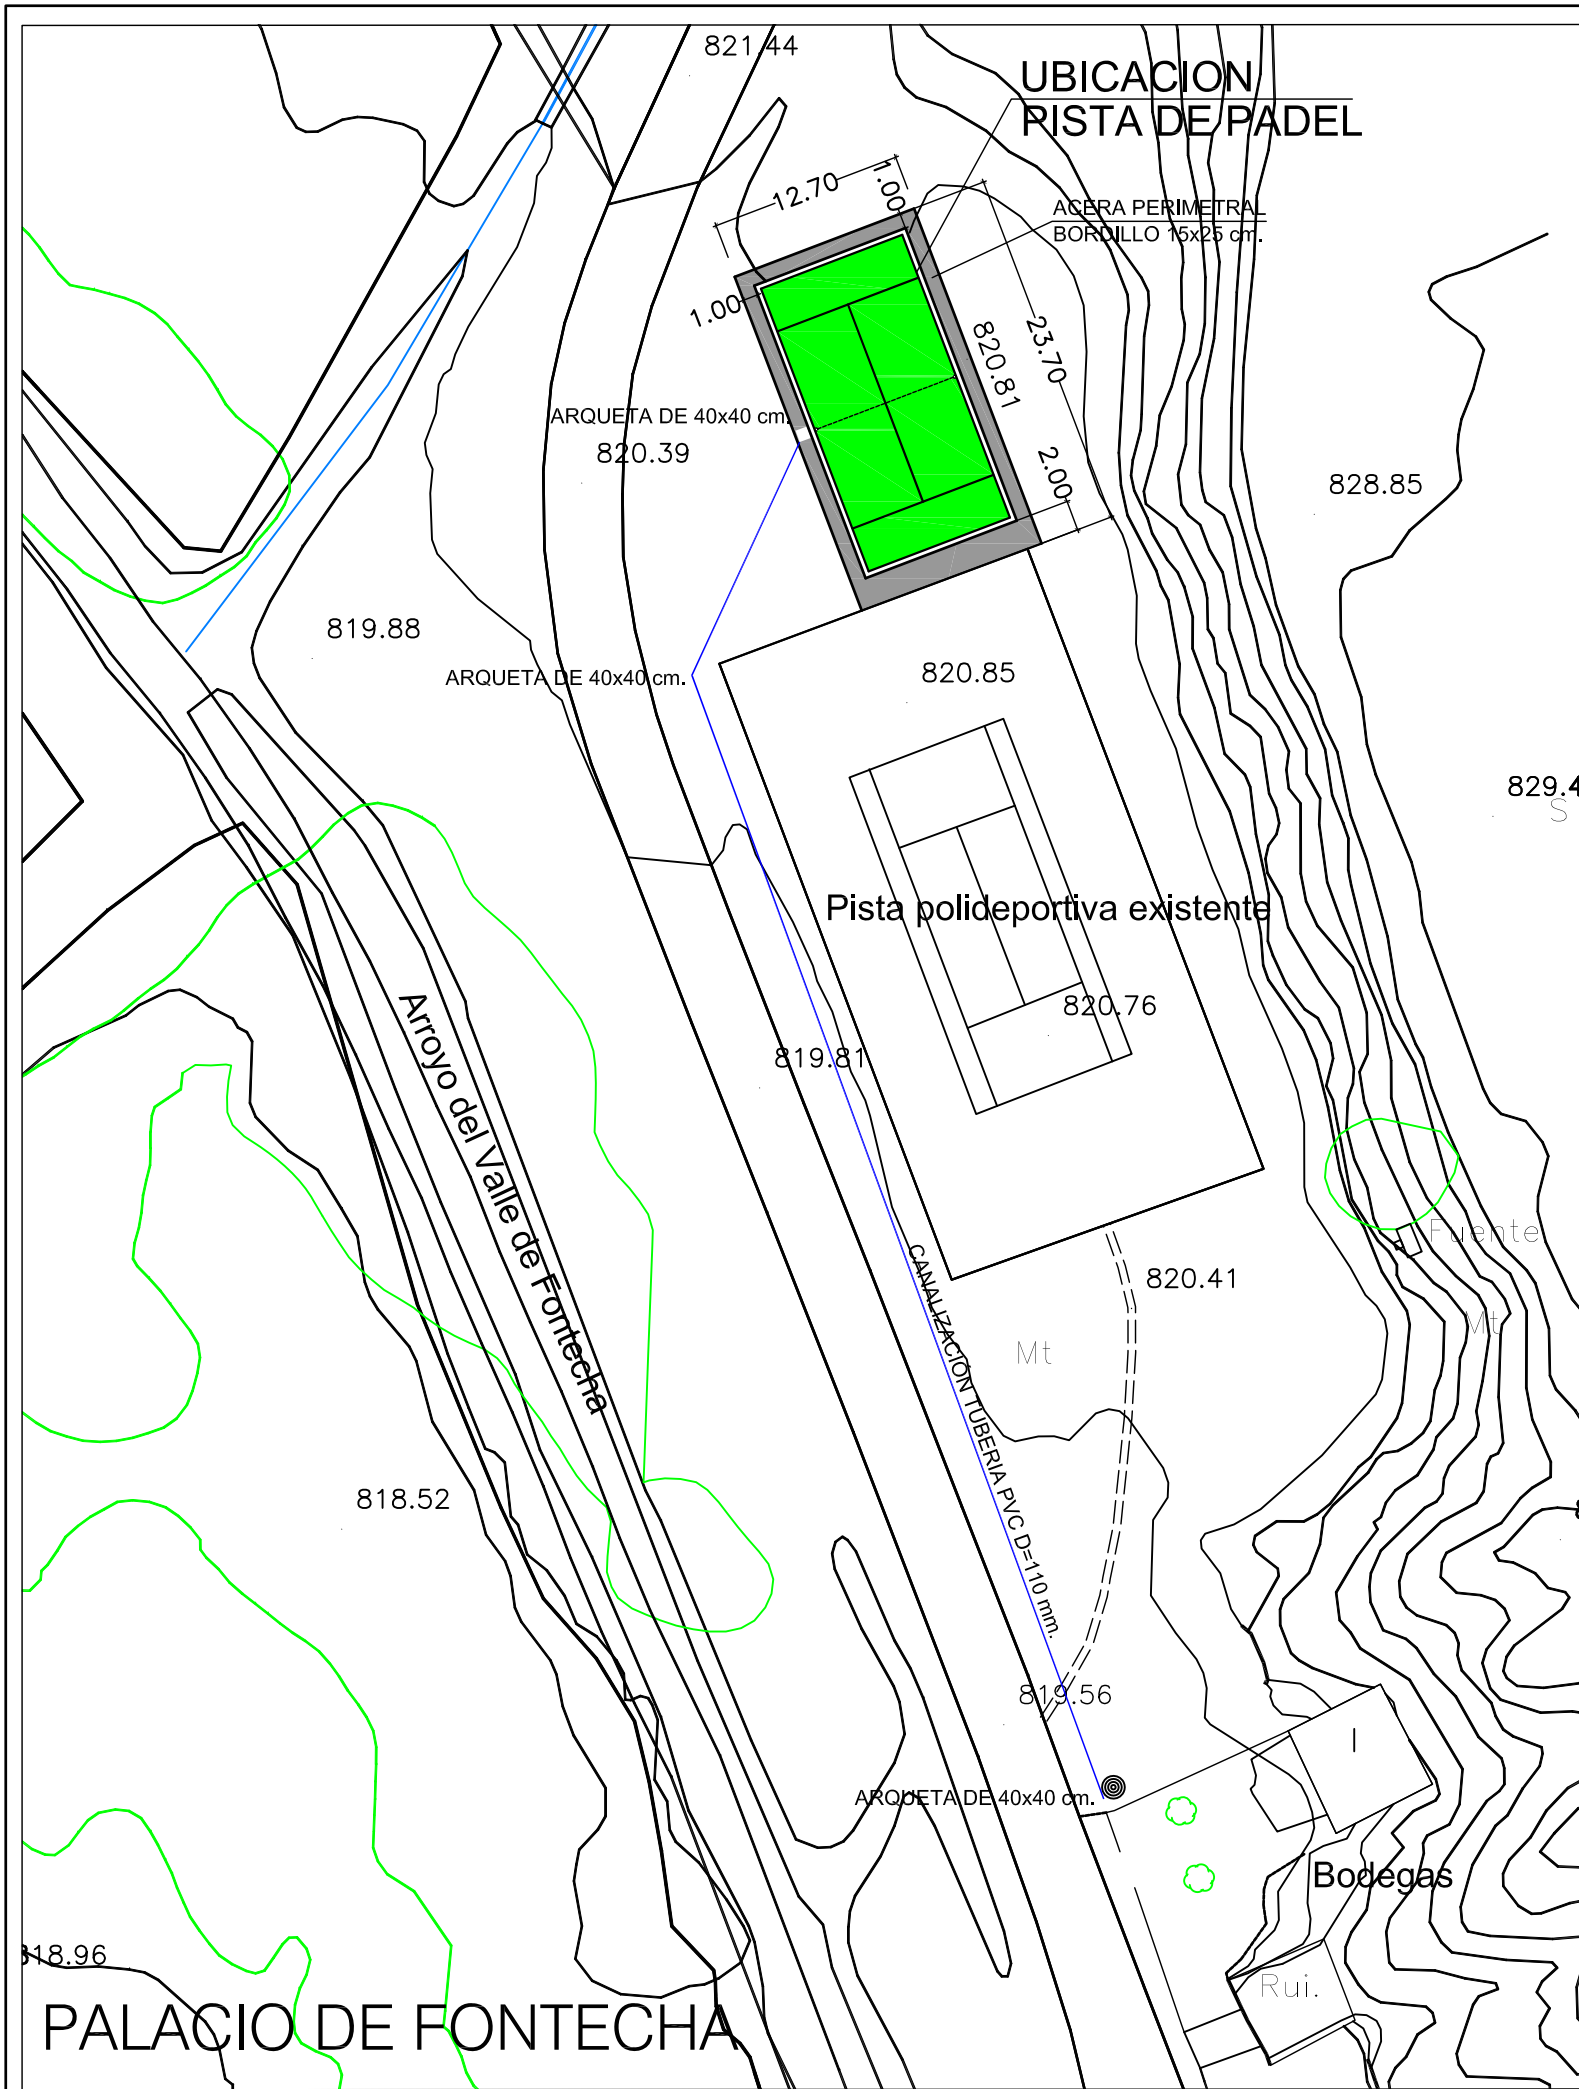 821.44
UBICACION
PISTA DE PADEL
12.70
1.00
ACERA PERIMETRAL
BORDILLO 15x25 cm.
1.00
23.70
820.81
ARQUETA DE 40x40 cm.
820.39
2.00
828.85
819.88
ARQUETA DE 40x40 cm.
820.85
829.4
S
Pista polideportiva existente
820.76
819.81
Arroyo del Valle de Fontecha
Fuente
820.41
Mt
Mt
CANALIZACIÓN TUBERIA PVC D=110 mm.
818.52
819.56
I
ARQUETA DE 40x40 cm.
Bodegas
818.96
Rui.
PALACIO DE FONTECHA